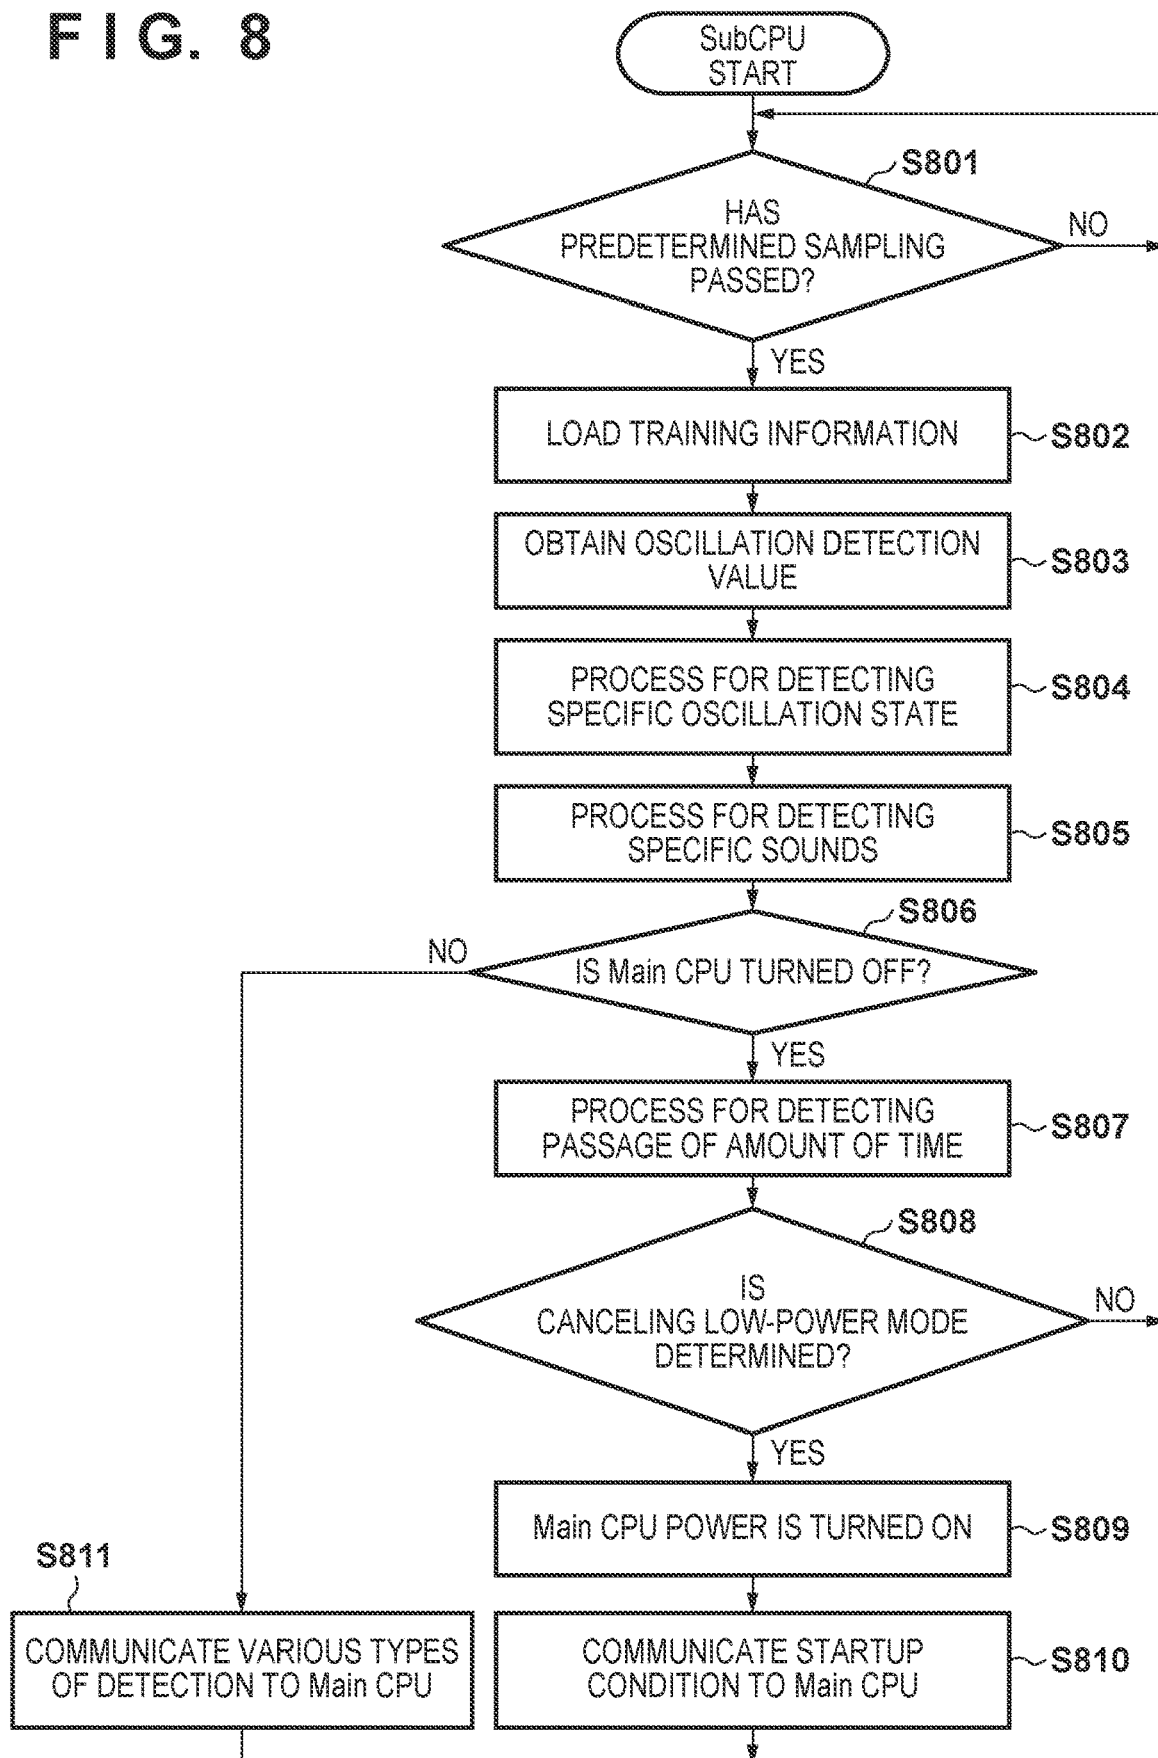 FIG. 8
SubCPU
START
S801
HAS
PREDETERMINED SAMPLING
PASSED?
NO
YES
LOAD TRAINING INFORMATION
S802
OBTAIN OSCILLATION DETECTION
VALUE
S803
PROCESS FOR DETECTING
SPECIFIC OSCILLATION STATE
S804
PROCESS FOR DETECTING
SPECIFIC SOUNDS
S805
S806
NO
IS Main CPU TURNED OFF?
YES
PROCESS FOR DETECTING
PASSAGE OF AMOUNT OF TIME
S807
S808
IS
CANCELING LOW-POWER MODE
DETERMINED?
NO
YES
Main CPU POWER IS TURNED ON
S809
S811
COMMUNICATE VARIOUS TYPES
OF DETECTION TO Main CPU
COMMUNICATE STARTUP
CONDITION TO Main CPU
S810